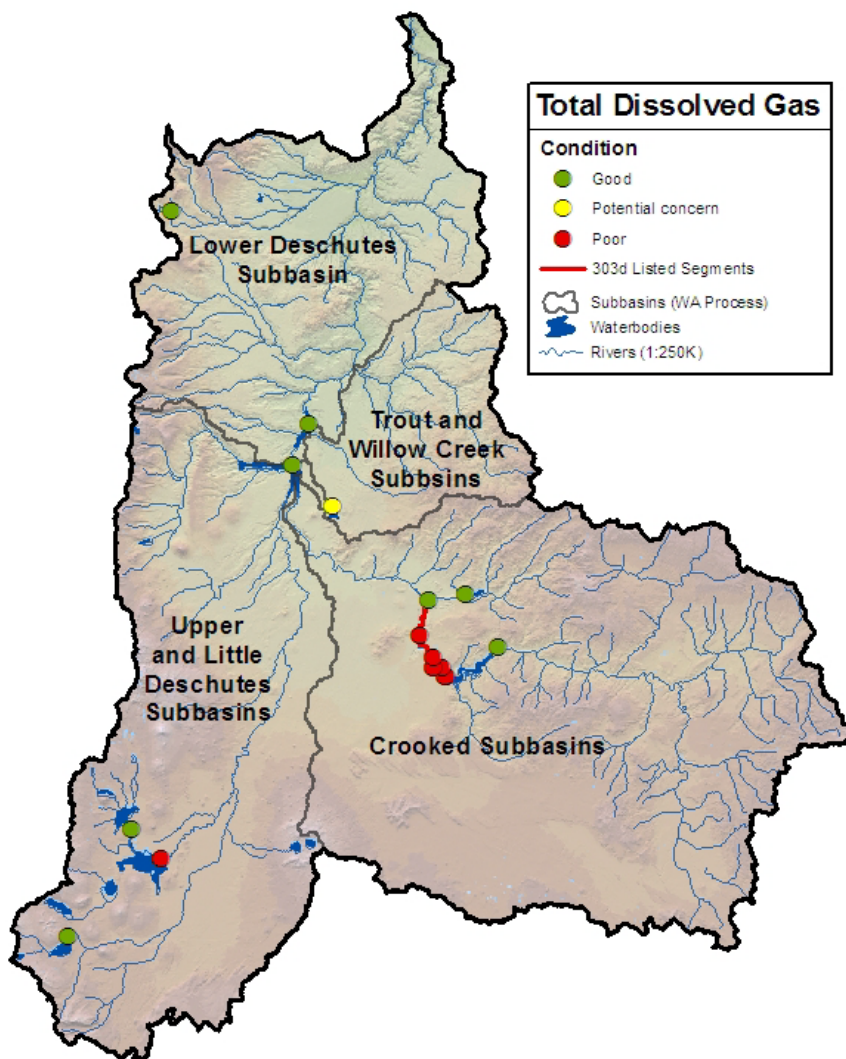 Total Dissolved Gas
Condition
Good
Potential concern
Poor
303d Listed Segments
Subbasins (WA Process)
Waterbodies
Rivers (1:250K)
Lower Deschutes
Subbasin
Trout and
Willow Creek
Subbsins
Upper
and Little
Deschutes
Subbasins
Crooked Subbasins